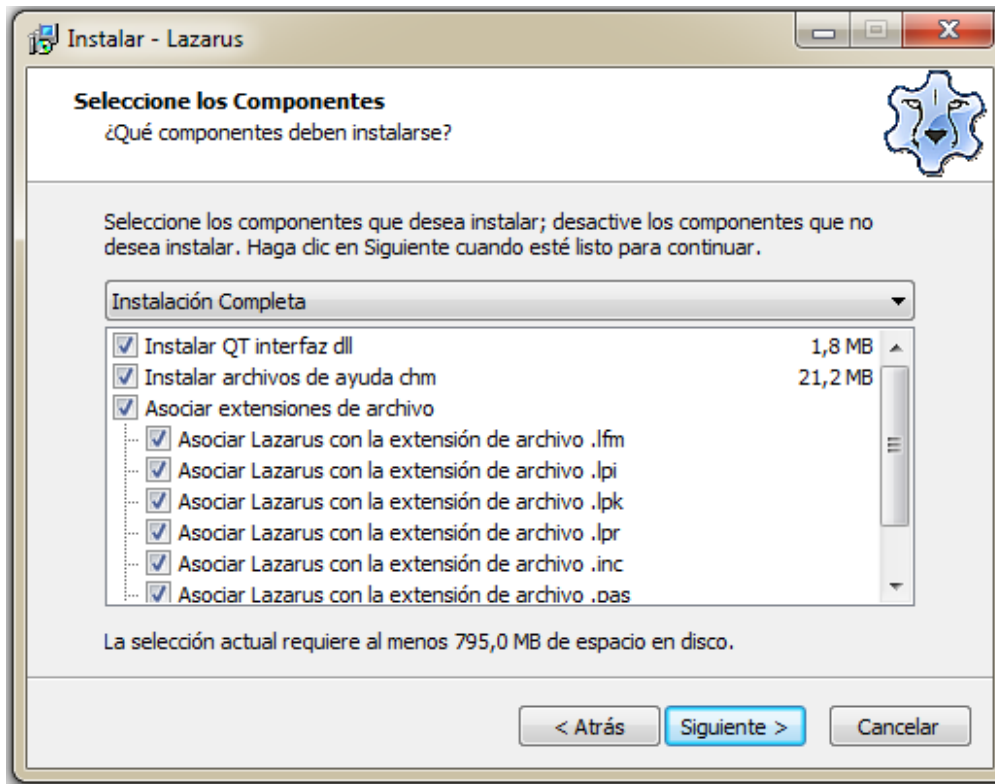 Instalar - Lazarus
Seleccione los Componentes
¿Qué componentes deben instalarse?
Seleccione los componentes que desea instalar; desactive los componentes que no
desea instalar. Haga clic en Siguiente cuando esté listo para continuar.
Instalación Completa
Instalar QT interfaz dll 1,8 MB
Instalar archivos de ayuda chm 21,2 MB
Asociar extensiones de archivo
Asociar Lazarus con la extensión de archivo .lfm
Asociar Lazarus con la extensión de archivo .lpi
Asociar Lazarus con la extensión de archivo .lpk
Asociar Lazarus con la extensión de archivo .lpr
Asociar Lazarus con la extensión de archivo .inc
Asociar Lazarus con la extensión de archivo .pas
La selección actual requiere al menos 795,0 MB de espacio en disco.
< Atrás Siguiente > Cancelar